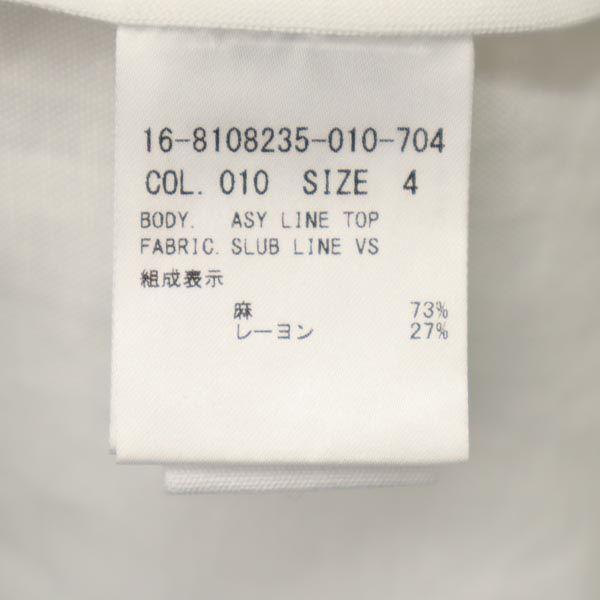 16-8108235-010-704
COL. 010 SIZE 4
BODY. ASY LINE TOP
FABRIC. SLUB LINE VS
組成表示
麻 73%
レーヨン 27%